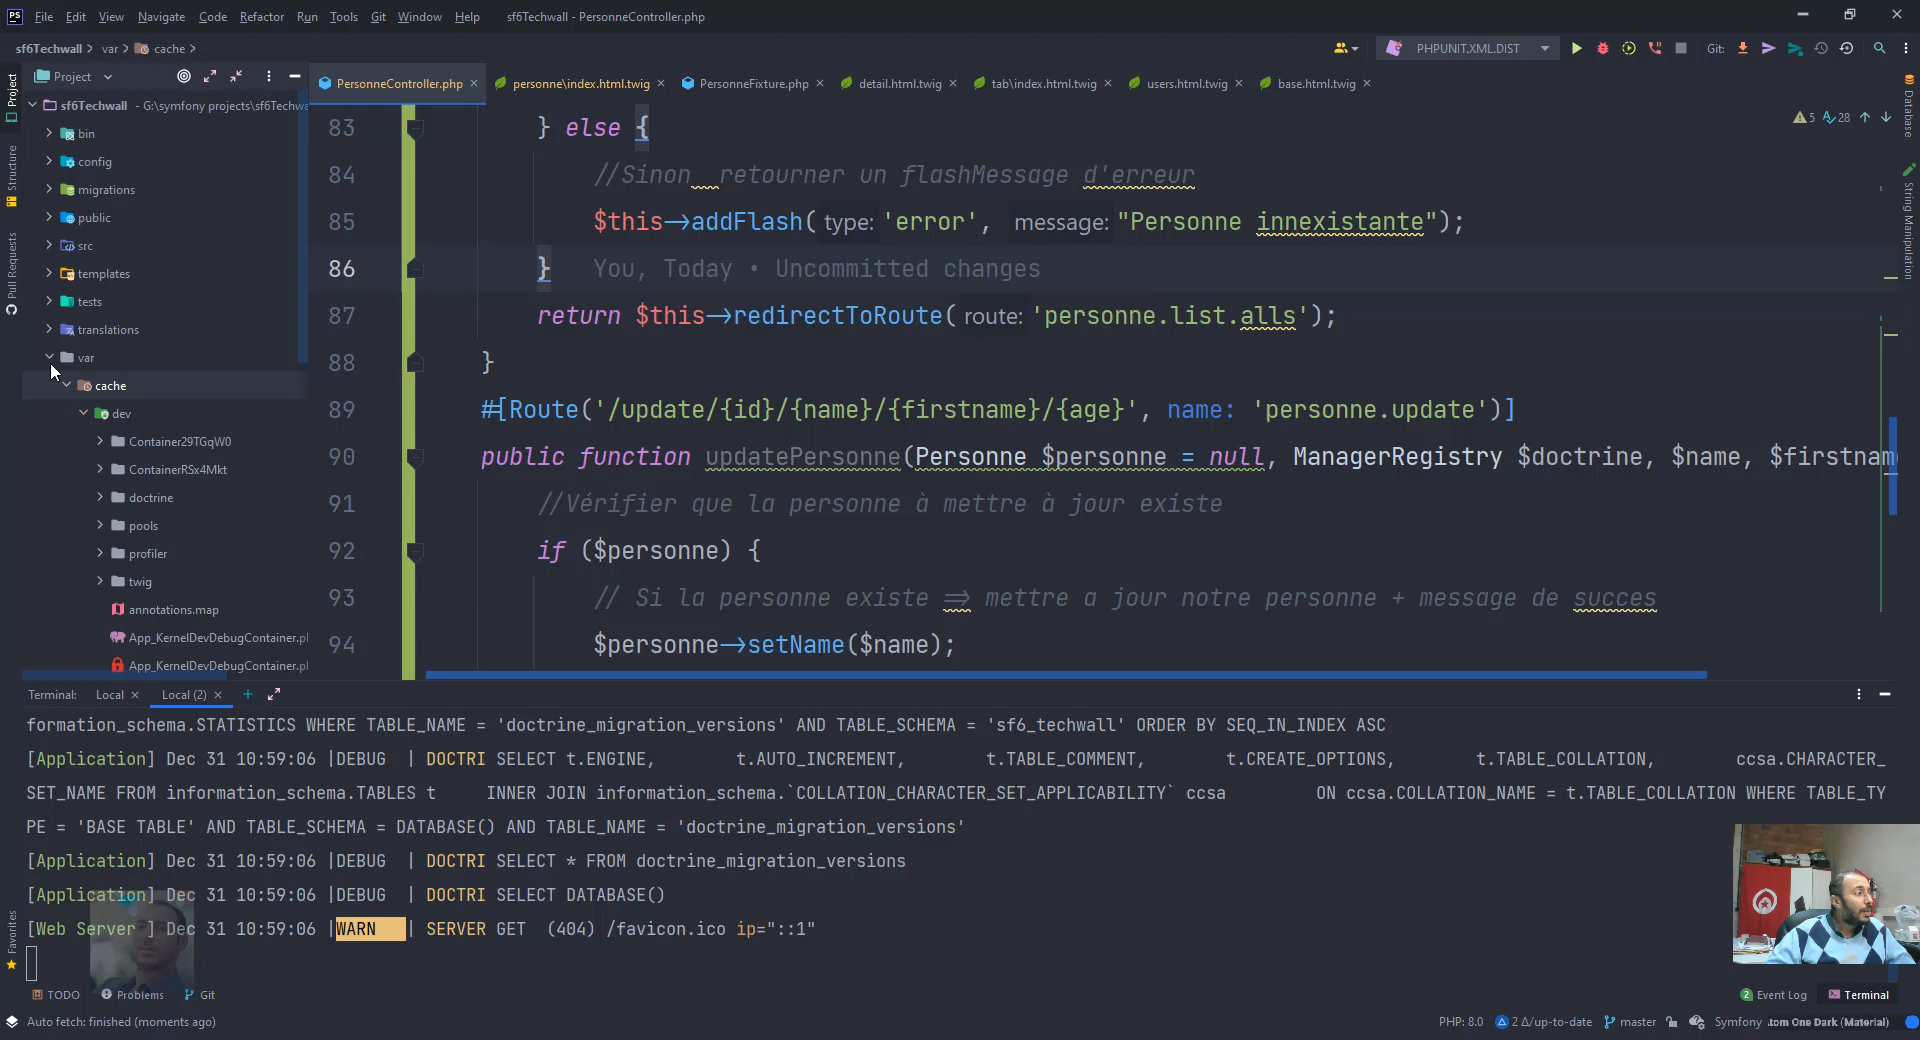 PS File Edit View Navigate Code Refactor Run Tools Git Window Help sf6Techwall - PersonneController.php
sf6Techwall > var > cache >
PHPUNIT.XML.DIST
Git:
Project
PersonneController.php
personne\index.html.twig
PersonneFixture.php
detail.html.twig
tab\index.html.twig
users.html.twig
base.html.twig
Project
Structure
Pull Requests
Favorites
Database
String Manipulation
sf6Techwall - G:\symfony projects\sf6Techwa
bin
config
migrations
public
src
templates
tests
translations
var
cache
dev
Container29TGqW0
ContainerRSx4Mkt
doctrine
pools
profiler
twig
annotations.map
App_KernelDevDebugContainer.p
App_KernelDevDebugContainer.p
5 28
83 } else {
84 //Sinon  retourner un flashMessage d'erreur
85 $this→addFlash( type: 'error', message: "Personne innexistante");
86 } You, Today • Uncommitted changes
87 return $this→redirectToRoute( route: 'personne.list.alls');
88 }
89 #[Route('/update/{id}/{name}/{firstname}/{age}', name: 'personne.update')]
90 public function updatePersonne(Personne $personne = null, ManagerRegistry $doctrine, $name, $firstnam
91 //Vérifier que la personne à mettre à jour existe
92 if ($personne) {
93 // Si la personne existe ⇒ mettre a jour notre personne + message de succes
94 $personne→setName($name);
Terminal: Local Local (2) +
formation_schema.STATISTICS WHERE TABLE_NAME = 'doctrine_migration_versions' AND TABLE_SCHEMA = 'sf6_techwall' ORDER BY SEQ_IN_INDEX ASC
[Application] Dec 31 10:59:06 |DEBUG | DOCTRI SELECT t.ENGINE, t.AUTO_INCREMENT, t.TABLE_COMMENT, t.CREATE_OPTIONS, t.TABLE_COLLATION, ccsa.CHARACTER_
SET_NAME FROM information_schema.TABLES t INNER JOIN information_schema.`COLLATION_CHARACTER_SET_APPLICABILITY` ccsa ON ccsa.COLLATION_NAME = t.TABLE_COLLATION WHERE TABLE_TY
PE = 'BASE TABLE' AND TABLE_SCHEMA = DATABASE() AND TABLE_NAME = 'doctrine_migration_versions'
[Application] Dec 31 10:59:06 |DEBUG | DOCTRI SELECT * FROM doctrine_migration_versions
[Application] Dec 31 10:59:06 |DEBUG | DOCTRI SELECT DATABASE()
[Web Server ] Dec 31 10:59:06 |WARN | SERVER GET (404) /favicon.ico ip="::1"
TODO Problems Git
2 Event Log Terminal
Auto fetch: finished (moments ago)
PHP: 8.0 2 Δ/up-to-date master Symfony .tom One Dark (Material)